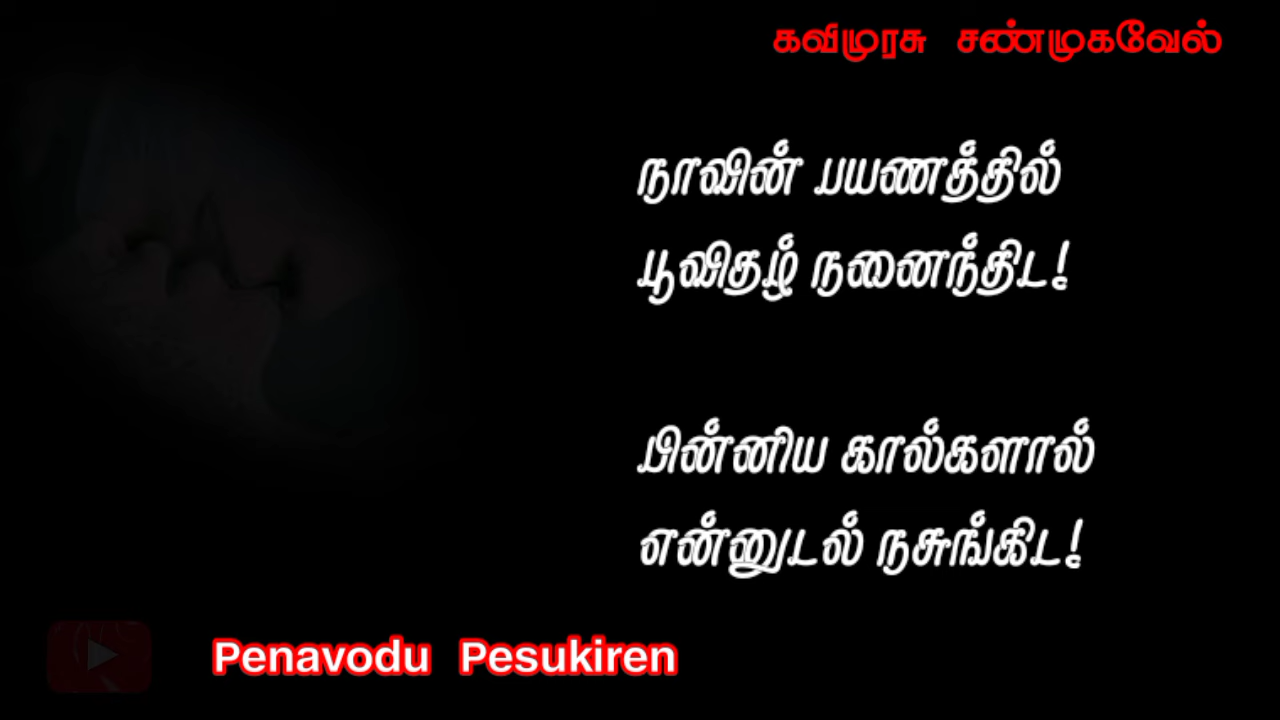 கவிமுரசு சண்முகவேல்
நாவின் பயணத்தில்
பூவிதழ் நனைந்திட!
பின்னிய கால்களால்
என்னுடல் நசுங்கிட!
Penavodu Pesukiren